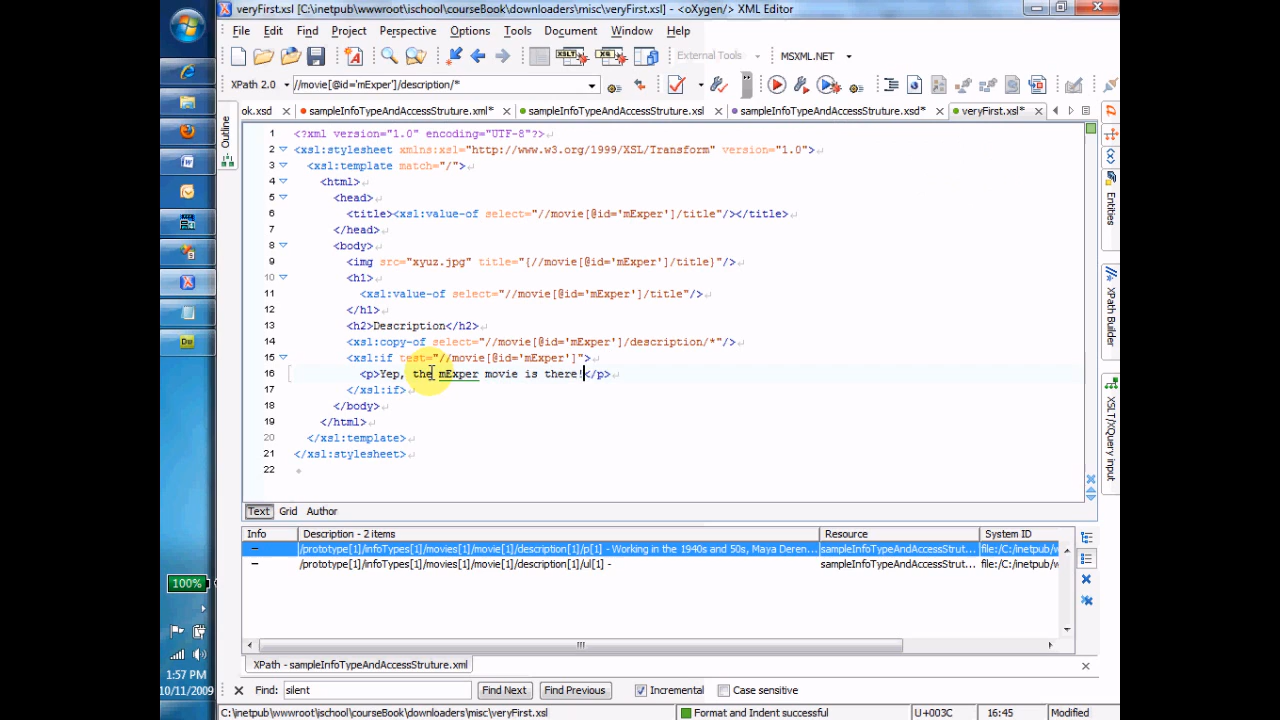 veryFirst.xsl [C:\inetpub\wwwroot\ischool\courseBook\downloaders\misc\veryFirst.xsl] - <oXygen/> XML Editor
File Edit Find Project Perspective Options Tools Document Window Help
External Tools MSXML.NET
XPath 2.0 //movie[@id='mExper']/description/*
ok.xsd sampleInfoTypeAndAccessStruture.xml* sampleInfoTypeAndAccessStruture.xsl sampleInfoTypeAndAccessStruture.xsd* veryFirst.xsl*
Outline
1 <?xml version="1.0" encoding="UTF-8"?>
2 <xsl:stylesheet xmlns:xsl="http://www.w3.org/1999/XSL/Transform" version="1.0">
3 <xsl:template match="/">
4 <html>
5 <head>
6 <title><xsl:value-of select="//movie[@id='mExper']/title"/></title>
7 </head>
8 <body>
9 <img src="xyuz.jpg" title="{//movie[@id='mExper']/title}"/>
10 <h1>
11 <xsl:value-of select="//movie[@id='mExper']/title"/>
12 </h1>
13 <h2>Description</h2>
14 <xsl:copy-of select="//movie[@id='mExper']/description/*"/>
15 <xsl:if test="//movie[@id='mExper']">
16 <p>Yep, the mExper movie is there!</p>
17 </xsl:if>
18 </body>
19 </html>
20 </xsl:template>
21 </xsl:stylesheet>
22
Entities
XPath Builder
XSLT/XQuery input
Text Grid Author
Info Description - 2 items Resource System ID
/prototype[1]/infoTypes[1]/movies[1]/movie[1]/description[1]/p[1] - Working in the 1940s and 50s, Maya Deren... sampleInfoTypeAndAccessStrut... file:/C:/inetpub/w
/prototype[1]/infoTypes[1]/movies[1]/movie[1]/description[1]/ul[1] - sampleInfoTypeAndAccessStrut... file:/C:/inetpub/w
XPath - sampleInfoTypeAndAccessStruture.xml
Find: silent Find Next Find Previous Incremental Case sensitive
C:\inetpub\wwwroot\ischool\courseBook\downloaders\misc\veryFirst.xsl Format and Indent successful U+003C 16:45 Modified
100%
1:57 PM
10/11/2009